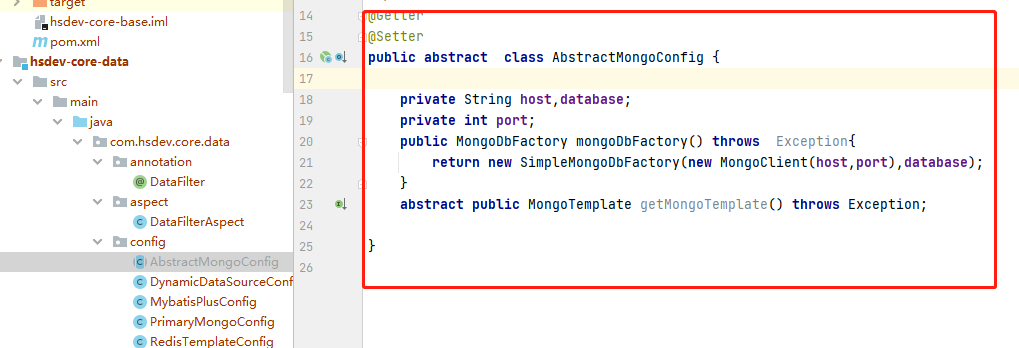 target
hsdev-core-base.iml
pom.xml
hsdev-core-data
src
main
java
com.hsdev.core.data
annotation
DataFilter
aspect
DataFilterAspect
config
AbstractMongoConfig
DynamicDataSourceConf
MybatisPlusConfig
PrimaryMongoConfig
RedisTemplateConfig
14 @Getter
15 @Setter
16 public abstract  class AbstractMongoConfig {
17
18 private String host,database;
19 private int port;
20 public MongoDbFactory mongoDbFactory() throws  Exception{
21 return new SimpleMongoDbFactory(new MongoClient(host,port),database);
22 }
23 abstract public MongoTemplate getMongoTemplate() throws Exception;
24
25 }
26